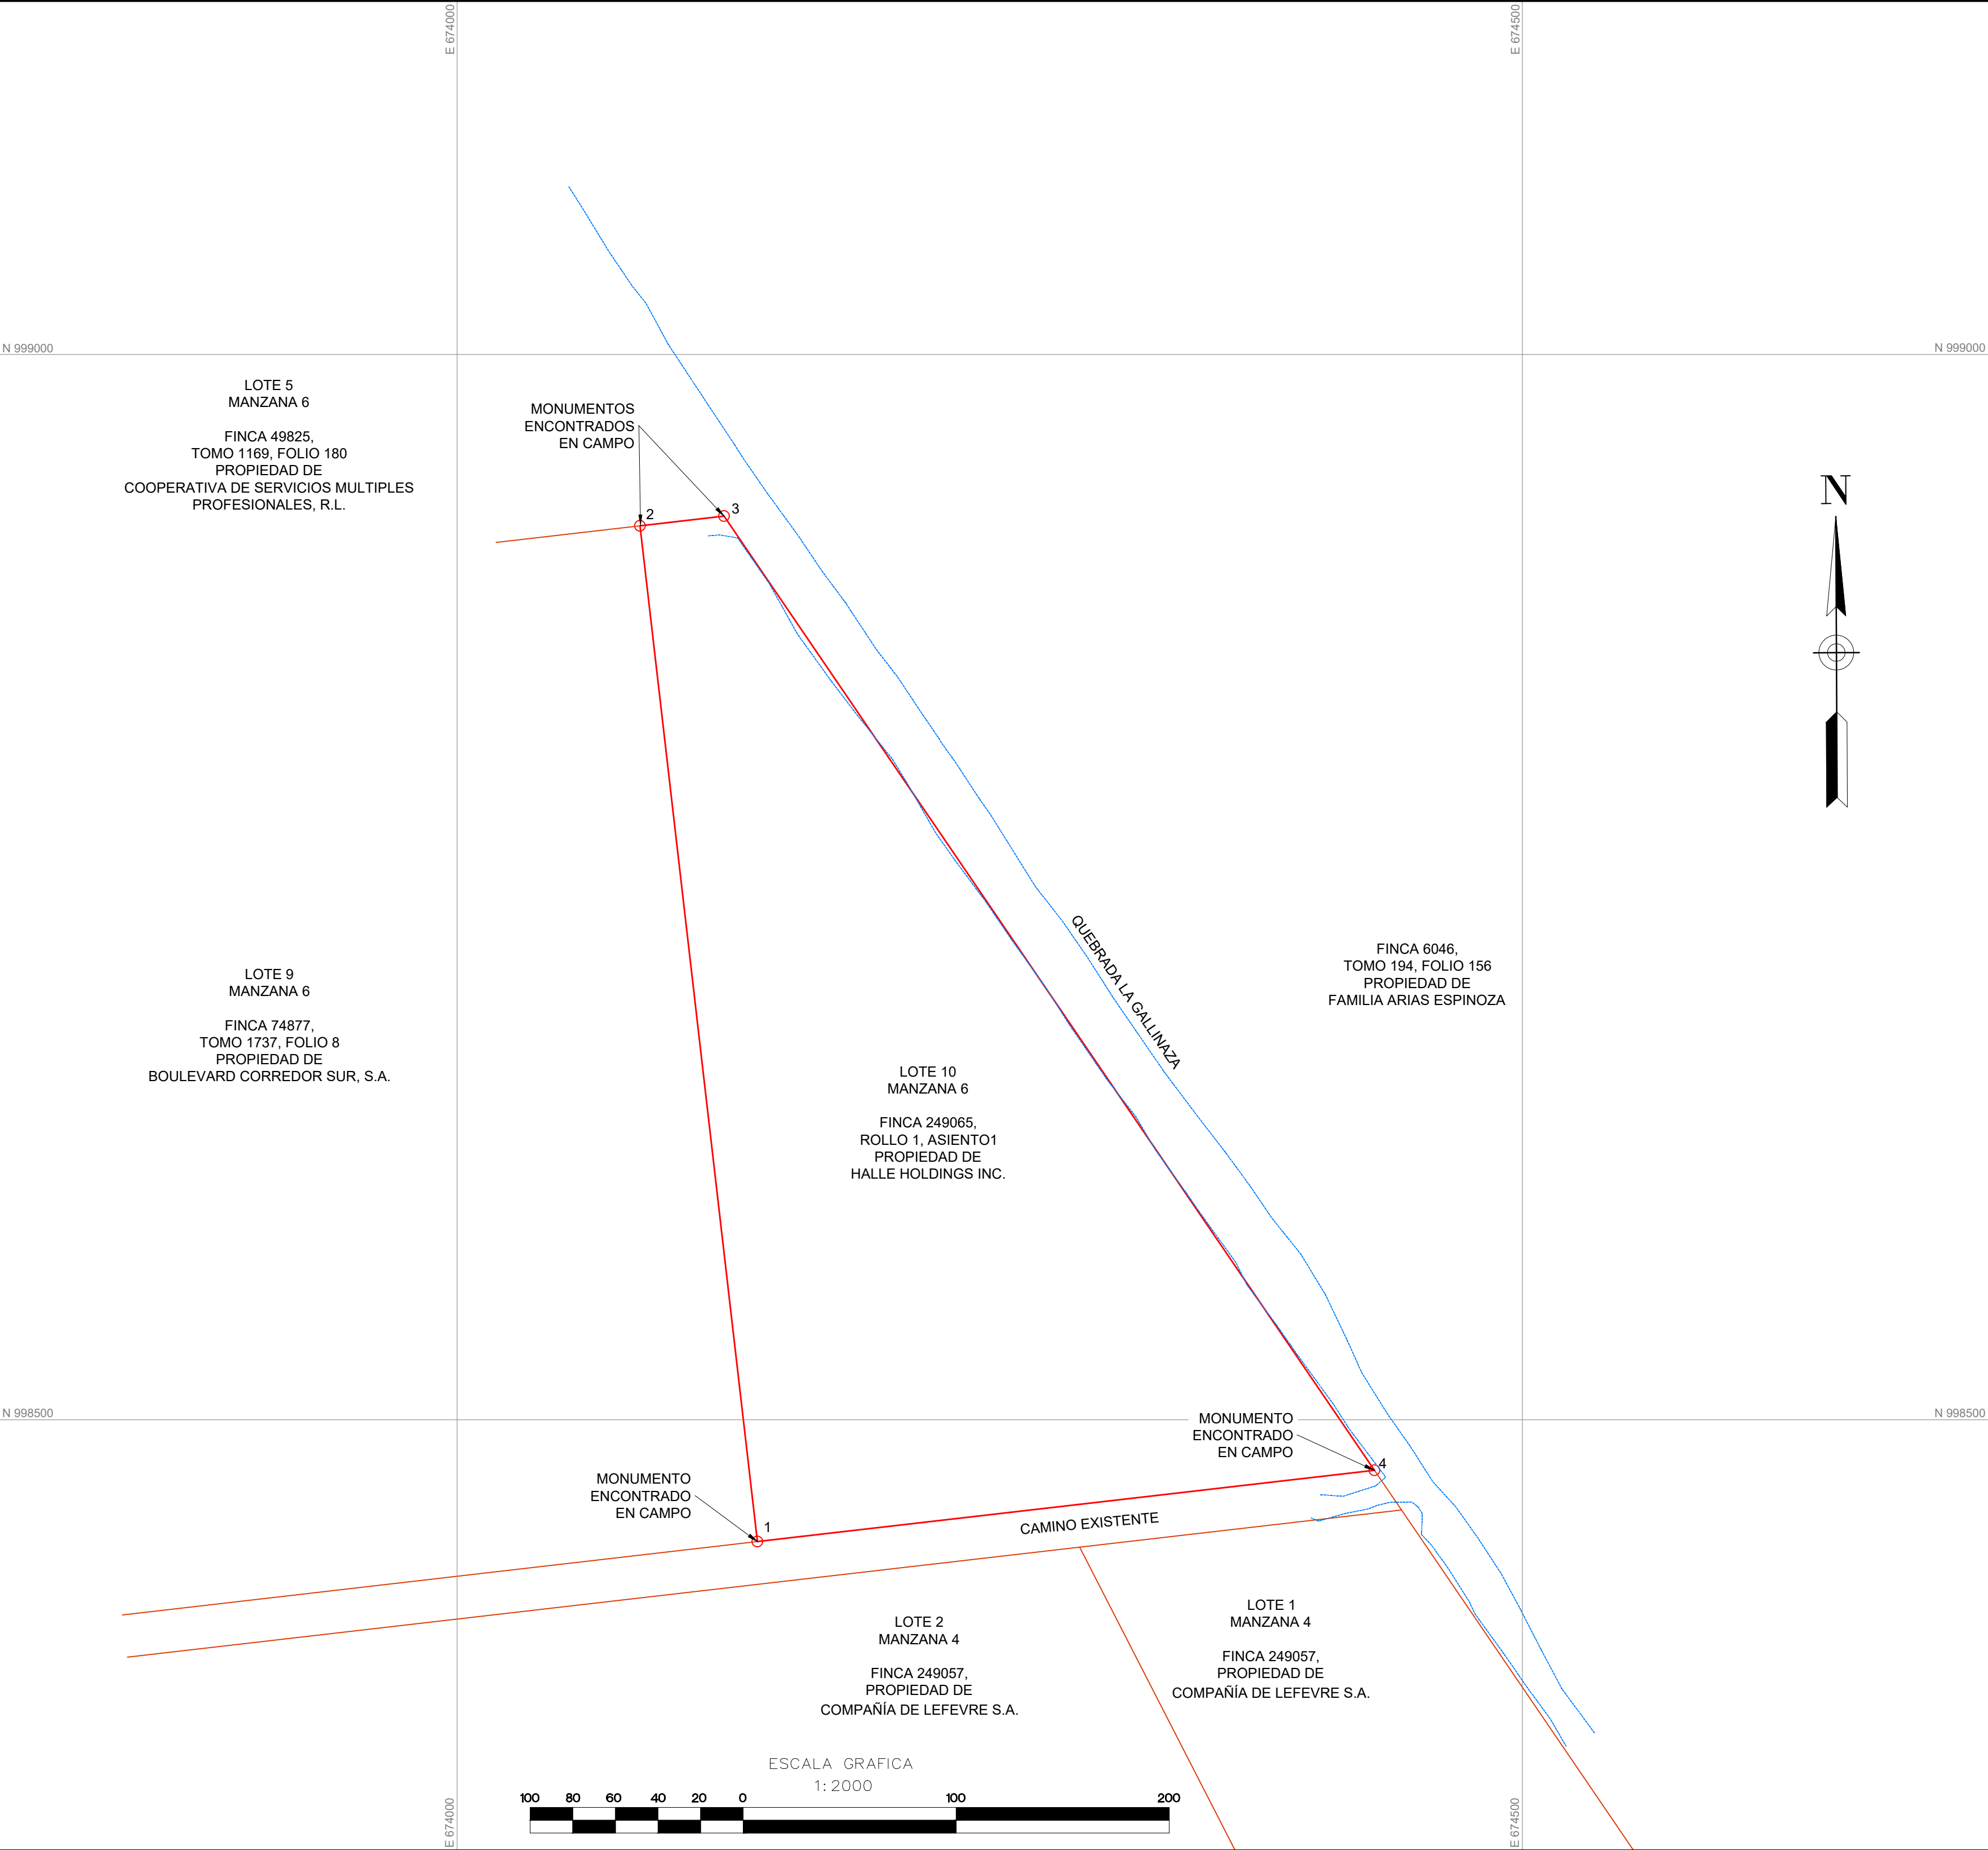 E 674000
E 674500
N 999000
N 999000
LOTE 5
MANZANA 6
FINCA 49825,
TOMO 1169, FOLIO 180
PROPIEDAD DE
COOPERATIVA DE SERVICIOS MULTIPLES
PROFESIONALES, R.L.
MONUMENTOS
ENCONTRADOS
EN CAMPO
2
3
N
LOTE 9
MANZANA 6
FINCA 74877,
TOMO 1737, FOLIO 8
PROPIEDAD DE
BOULEVARD CORREDOR SUR, S.A.
QUEBRADA LA GALLINAZA
FINCA 6046,
TOMO 194, FOLIO 156
PROPIEDAD DE
FAMILIA ARIAS ESPINOZA
LOTE 10
MANZANA 6
FINCA 249065,
ROLLO 1, ASIENTO1
PROPIEDAD DE
HALLE HOLDINGS INC.
N 998500
N 998500
MONUMENTO
ENCONTRADO
EN CAMPO
4
MONUMENTO
ENCONTRADO
EN CAMPO
1
CAMINO EXISTENTE
LOTE 2
MANZANA 4
FINCA 249057,
PROPIEDAD DE
COMPAÑÍA DE LEFEVRE S.A.
LOTE 1
MANZANA 4
FINCA 249057,
PROPIEDAD DE
COMPAÑÍA DE LEFEVRE S.A.
ESCALA GRAFICA
1:2000
100 80 60 40 20 0 100 200
E 674000
E 674500